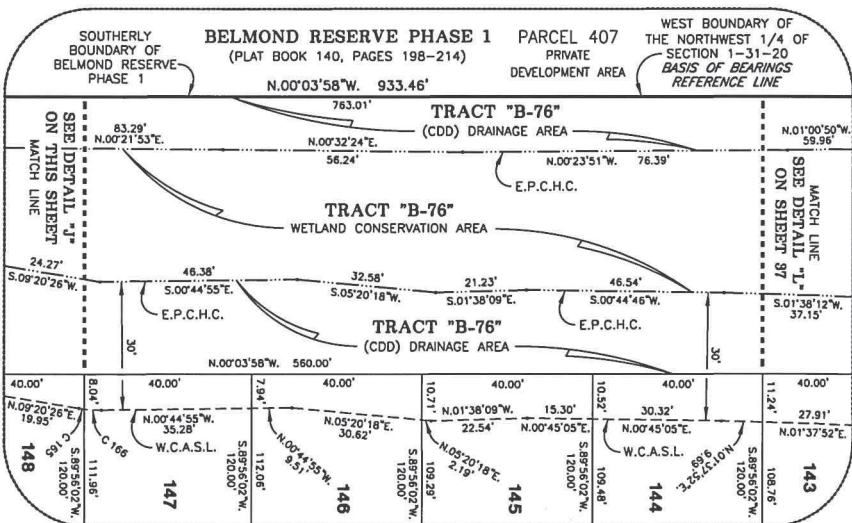 SOUTHERLY
BOUNDARY OF
BELMOND RESERVE
PHASE 1
BELMOND RESERVE PHASE 1
(PLAT BOOK 140, PAGES 198-214)
PARCEL 407
PRIVATE
DEVELOPMENT AREA
WEST BOUNDARY OF
THE NORTHWEST 1/4 OF
SECTION 1-31-20
BASIS OF BEARINGS
REFERENCE LINE
N.00°03'58"W. 933.46'
763.01'
TRACT "B-76"
(CDD) DRAINAGE AREA
83.29'
N.00°21'53"E.
N.00°32'24"E.
56.24'
N.00°23'51"W. 76.39'
N.01°00'50"W.
59.96'
E.P.C.H.C.
MATCH LINE
SEE DETAIL "J"
ON THIS SHEET
MATCH LINE
SEE DETAIL "L"
ON SHEET 37
TRACT "B-76"
WETLAND CONSERVATION AREA
24.27'
S.09°20'26"W.
46.38'
S.00°44'55"E.
32.58'
S.05°20'18"W.
21.23'
S.01°38'09"E.
46.54'
S.00°44'46"W.
S.01°38'12"W.
37.15'
E.P.C.H.C.
E.P.C.H.C.
TRACT "B-76"
(CDD) DRAINAGE AREA
30'
30'
N.00°03'58"W. 560.00'
40.00'
40.00'
40.00'
40.00'
40.00'
40.00'
8.04'
7.94'
10.71'
10.52'
11.24'
N.09°20'26"E.
19.95'
N.00°44'55"W.
35.28'
N.05°20'18"E.
30.62'
N.01°38'09"W.
22.54'
15.30'
N.00°45'05"E.
30.32'
N.00°45'05"E.
27.91'
N.01°37'52"E.
C 165
C 166
W.C.A.S.L.
N.00°44'55"W.
9.51'
N.05°20'18"E.
2.19'
W.C.A.S.L.
N.01°37'52"E.
9.69'
S.89°56'02"W.
120.00'
111.96'
S.89°56'02"W.
120.00'
112.06'
S.89°56'02"W.
120.00'
109.29'
S.89°56'02"W.
120.00'
109.48'
S.89°56'02"W.
120.00'
108.76'
148
147
146
145
144
143